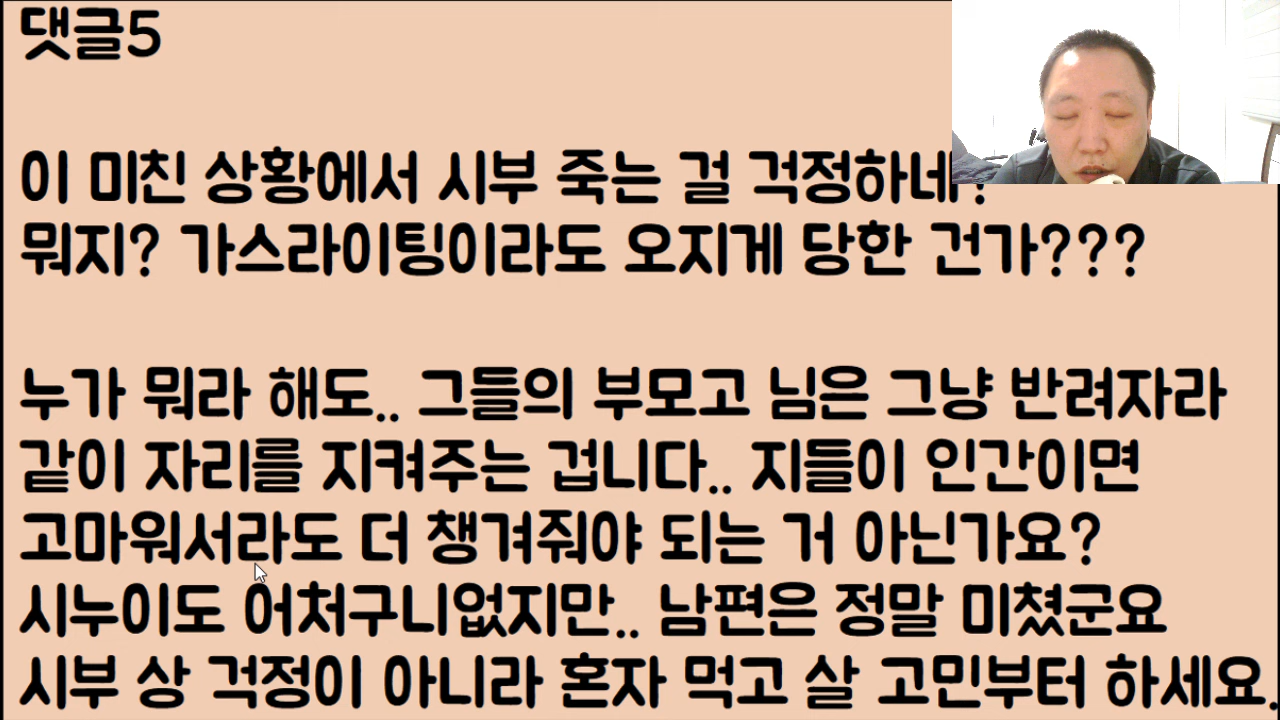 댓글5
이 미친 상황에서 시부 죽는 걸 걱정하네?
뭐지? 가스라이팅이라도 오지게 당한 건가???
누가 뭐라 해도.. 그들의 부모고 님은 그냥 반려자라
같이 자리를 지켜주는 겁니다.. 지들이 인간이면
고마워서라도 더 챙겨줘야 되는 거 아닌가요?
시누이도 어처구니없지만.. 남편은 정말 미쳤군요
시부 상 걱정이 아니라 혼자 먹고 살 고민부터 하세요.